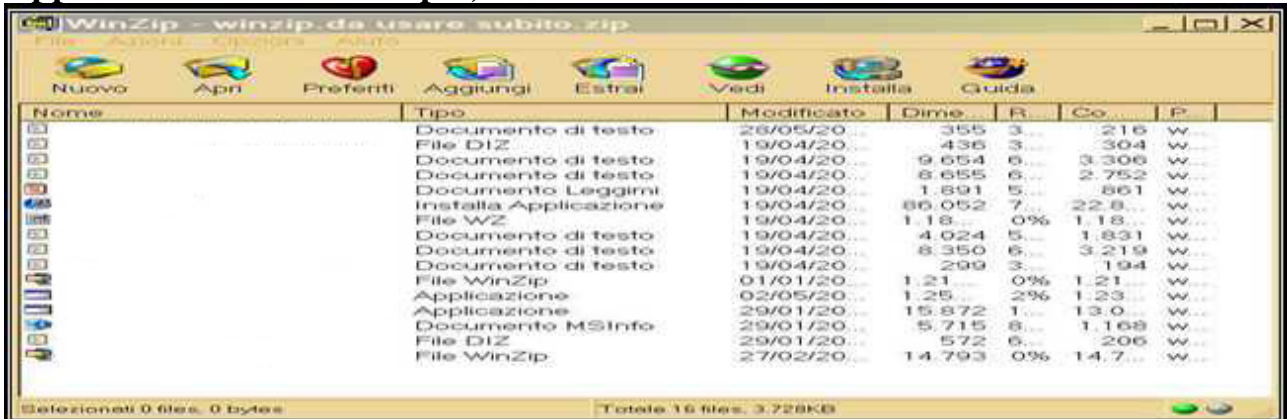 WinZip - winzip.da usare subito.zip
File Azioni Opzioni Aiuto
Nuovo Apri Preferiti Aggiungi Estrai Vedi Installa Guida
Nome Tipo Modificato Dime... R... Co... P...
Documento di testo 28/05/20... 355 3... 216 w...
File DIZ 19/04/20... 436 3... 304 w...
Documento di testo 19/04/20... 9.654 6... 3.306 w...
Documento di testo 19/04/20... 8.655 6... 2.752 w...
Documento Leggimi 19/04/20... 1.891 5... 861 w...
Installa Applicazione 19/04/20... 86.052 7... 22.8... w...
File WZ 19/04/20... 1.18... 0% 1.18... w...
Documento di testo 19/04/20... 4.024 5... 1.831 w...
Documento di testo 19/04/20... 8.350 6... 3.219 w...
Documento di testo 19/04/20... 299 3... 194 w...
File WinZip 01/01/20... 1.21... 0% 1.21... w...
Applicazione 02/05/20... 1.25... 2% 1.23... w...
Applicazione 29/01/20... 15.872 1... 13.0... w...
Documento MSInfo 29/01/20... 5.715 8... 1.168 w...
File DIZ 29/01/20... 572 6... 206 w...
File WinZip 27/02/20... 14.793 0% 14.7... w...
Selezionati 0 files, 0 bytes Totale 16 files, 3.728KB